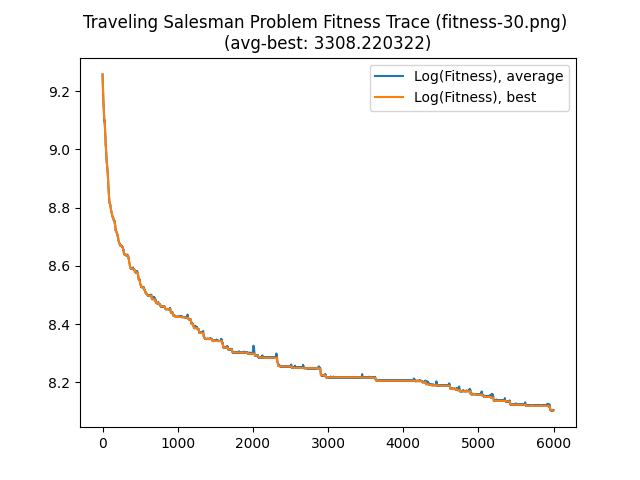 Traveling Salesman Problem Fitness Trace (fitness-30.png)
(avg-best: 3308.220322)
Log(Fitness), average
Log(Fitness), best
9.2
9.0
8.8
8.6
8.4
8.2
0 1000 2000 3000 4000 5000 6000